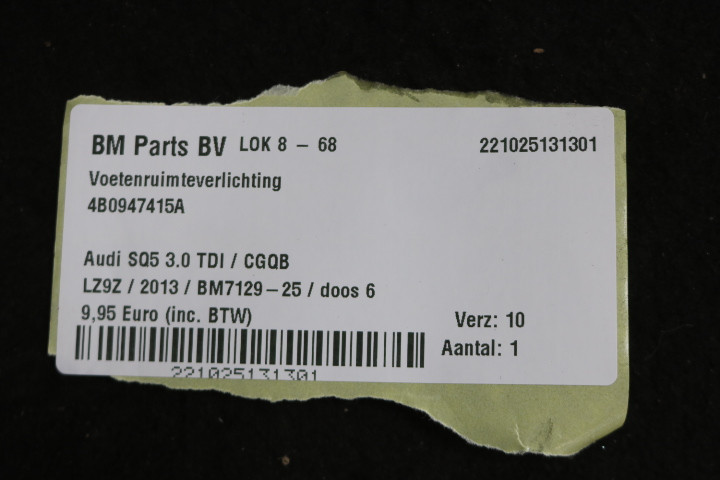 BM Parts BV LOK 8 - 68 221025131301
Voetenruimteverlichting
4B0947415A
Audi SQ5 3.0 TDI / CGQB
LZ9Z / 2013 / BM7129-25 / doos 6
9,95 Euro (inc. BTW)
Verz: 10
Aantal: 1
221025131301